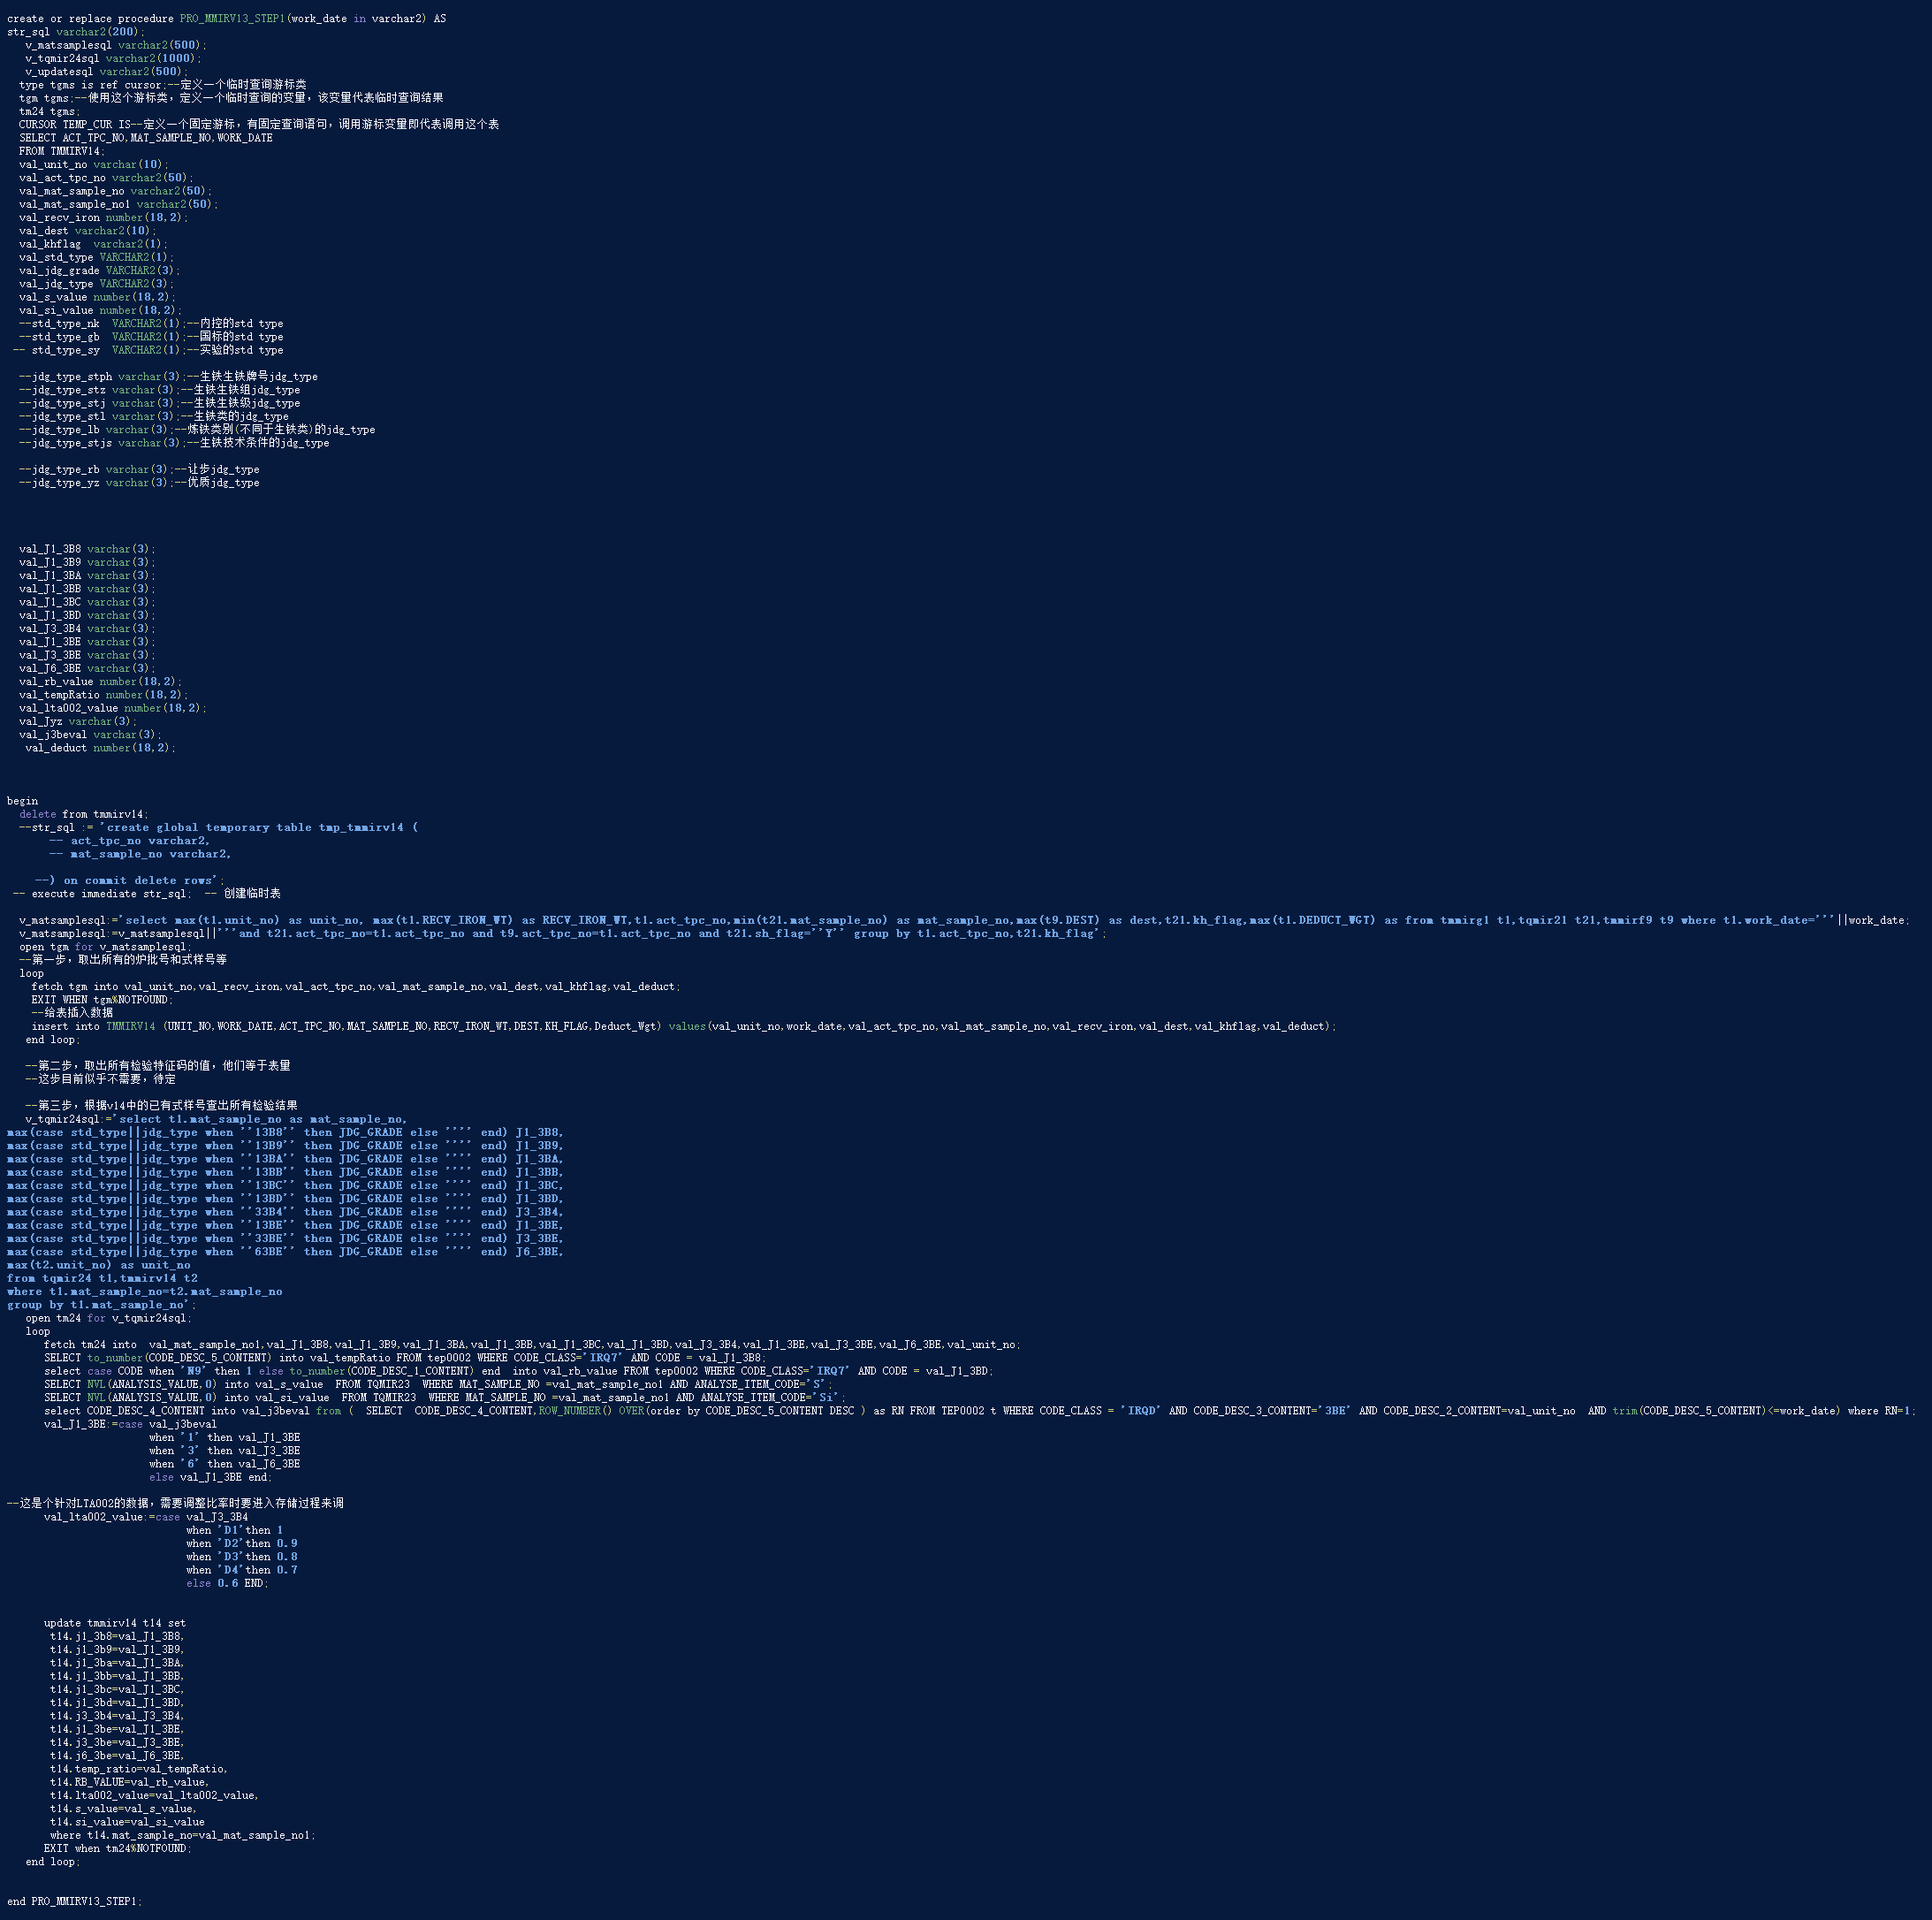 create or replace procedure PRO_MMIRV13_STEP1(work_date in varchar2) AS
str_sql varchar2(200);
v_matsamplesql varchar2(500);
v_tqmir24sql varchar2(1000);
v_updatesql varchar2(500);
type tgms is ref cursor;--定义一个临时查询游标类
tgm tgms;--使用这个游标类，定义一个临时查询的变量，该变量代表临时查询结果
tm24 tgms;
CURSOR TEMP_CUR IS--定义一个固定游标，有固定查询语句，调用游标变量即代表调用这个表
SELECT ACT_TPC_NO,MAT_SAMPLE_NO,WORK_DATE
FROM TMMIRV14;
val_unit_no varchar(10);
val_act_tpc_no varchar2(50);
val_mat_sample_no varchar2(50);
val_mat_sample_no1 varchar2(50);
val_recv_iron number(18,2);
val_dest varchar2(10);
val_khflag  varchar2(1);
val_std_type VARCHAR2(1);
val_jdg_grade VARCHAR2(3);
val_jdg_type VARCHAR2(3);
val_s_value number(18,2);
val_si_value number(18,2);
--std_type_nk  VARCHAR2(1);--内控的std type
--std_type_gb  VARCHAR2(1);--国标的std type
-- std_type_sy  VARCHAR2(1);--实验的std type
--jdg_type_stph varchar(3);--生铁生铁牌号jdg_type
--jdg_type_stz varchar(3);--生铁生铁组jdg_type
--jdg_type_stj varchar(3);--生铁生铁级jdg_type
--jdg_type_stl varchar(3);--生铁类的jdg_type
--jdg_type_lb varchar(3);--炼铁类别(不同于生铁类)的jdg_type
--jdg_type_stjs varchar(3);--生铁技术条件的jdg_type
--jdg_type_rb varchar(3);--让步jdg_type
--jdg_type_yz varchar(3);--优质jdg_type
val_J1_3B8 varchar(3);
val_J1_3B9 varchar(3);
val_J1_3BA varchar(3);
val_J1_3BB varchar(3);
val_J1_3BC varchar(3);
val_J1_3BD varchar(3);
val_J3_3B4 varchar(3);
val_J1_3BE varchar(3);
val_J3_3BE varchar(3);
val_J6_3BE varchar(3);
val_rb_value number(18,2);
val_tempRatio number(18,2);
val_lta002_value number(18,2);
val_Jyz varchar(3);
val_j3beval varchar(3);
val_deduct number(18,2);
begin
delete from tmmirv14;
--str_sql := 'create global temporary table tmp_tmmirv14 (
-- act_tpc_no varchar2,
-- mat_sample_no varchar2,
--) on commit delete rows';
-- execute immediate str_sql;  -- 创建临时表
v_matsamplesql:='select max(t1.unit_no) as unit_no, max(t1.RECV_IRON_WT) as RECV_IRON_WT,t1.act_tpc_no,min(t21.mat_sample_no) as mat_sample_no,max(t9.DEST) as dest,t21.kh_flag,max(t1.DEDUCT_WGT) as from tmmirg1 t1,tqmir21 t21,tmmirf9 t9 where t1.work_date='''||work_date;
v_matsamplesql:=v_matsamplesql||'''and t21.act_tpc_no=t1.act_tpc_no and t9.act_tpc_no=t1.act_tpc_no and t21.sh_flag=''Y'' group by t1.act_tpc_no,t21.kh_flag';
open tgm for v_matsamplesql;
--第一步，取出所有的炉批号和式样号等
loop
fetch tgm into val_unit_no,val_recv_iron,val_act_tpc_no,val_mat_sample_no,val_dest,val_khflag,val_deduct;
EXIT WHEN tgm%NOTFOUND;
--给表插入数据
insert into TMMIRV14 (UNIT_NO,WORK_DATE,ACT_TPC_NO,MAT_SAMPLE_NO,RECV_IRON_WT,DEST,KH_FLAG,Deduct_Wgt) values(val_unit_no,work_date,val_act_tpc_no,val_mat_sample_no,val_recv_iron,val_dest,val_khflag,val_deduct);
end loop;
--第二步，取出所有检验特征码的值，他们等于表里
--这步目前似乎不需要，待定
--第三步，根据v14中的已有式样号查出所有检验结果
v_tqmir24sql:='select t1.mat_sample_no as mat_sample_no,
max(case std_type||jdg_type when ''13B8'' then JDG_GRADE else '''' end) J1_3B8,
max(case std_type||jdg_type when ''13B9'' then JDG_GRADE else '''' end) J1_3B9,
max(case std_type||jdg_type when ''13BA'' then JDG_GRADE else '''' end) J1_3BA,
max(case std_type||jdg_type when ''13BB'' then JDG_GRADE else '''' end) J1_3BB,
max(case std_type||jdg_type when ''13BC'' then JDG_GRADE else '''' end) J1_3BC,
max(case std_type||jdg_type when ''13BD'' then JDG_GRADE else '''' end) J1_3BD,
max(case std_type||jdg_type when ''33B4'' then JDG_GRADE else '''' end) J3_3B4,
max(case std_type||jdg_type when ''13BE'' then JDG_GRADE else '''' end) J1_3BE,
max(case std_type||jdg_type when ''33BE'' then JDG_GRADE else '''' end) J3_3BE,
max(case std_type||jdg_type when ''63BE'' then JDG_GRADE else '''' end) J6_3BE,
max(t2.unit_no) as unit_no
from tqmir24 t1,tmmirv14 t2
where t1.mat_sample_no=t2.mat_sample_no
group by t1.mat_sample_no';
open tm24 for v_tqmir24sql;
loop
fetch tm24 into  val_mat_sample_no1,val_J1_3B8,val_J1_3B9,val_J1_3BA,val_J1_3BB,val_J1_3BC,val_J1_3BD,val_J3_3B4,val_J1_3BE,val_J3_3BE,val_J6_3BE,val_unit_no;
SELECT to_number(CODE_DESC_5_CONTENT) into val_tempRatio FROM tep0002 WHERE CODE_CLASS='IRQ7' AND CODE = val_J1_3B8;
select case CODE when 'N9' then 1 else to_number(CODE_DESC_1_CONTENT) end  into val_rb_value FROM tep0002 WHERE CODE_CLASS='IRQ7' AND CODE = val_J1_3BD;
SELECT NVL(ANALYSIS_VALUE,0) into val_s_value  FROM TQMIR23  WHERE MAT_SAMPLE_NO =val_mat_sample_no1 AND ANALYSE_ITEM_CODE='S';
SELECT NVL(ANALYSIS_VALUE,0) into val_si_value  FROM TQMIR23  WHERE MAT_SAMPLE_NO =val_mat_sample_no1 AND ANALYSE_ITEM_CODE='Si';
select CODE_DESC_4_CONTENT into val_j3beval from (  SELECT  CODE_DESC_4_CONTENT,ROW_NUMBER() OVER(order by CODE_DESC_5_CONTENT DESC ) as RN FROM TEP0002 t WHERE CODE_CLASS = 'IRQD' AND CODE_DESC_3_CONTENT='3BE' AND CODE_DESC_2_CONTENT=val_unit_no  AND trim(CODE_DESC_5_CONTENT)<=work_date) where RN=1;
val_J1_3BE:=case val_j3beval
when '1' then val_J1_3BE
when '3' then val_J3_3BE
when '6' then val_J6_3BE
else val_J1_3BE end;
--这是个针对LTA002的数据，需要调整比率时要进入存储过程来调
val_lta002_value:=case val_J3_3B4
when 'D1'then 1
when 'D2'then 0.9
when 'D3'then 0.8
when 'D4'then 0.7
else 0.6 END;
update tmmirv14 t14 set
t14.j1_3b8=val_J1_3B8,
t14.j1_3b9=val_J1_3B9,
t14.j1_3ba=val_J1_3BA,
t14.j1_3bb=val_J1_3BB,
t14.j1_3bc=val_J1_3BC,
t14.j1_3bd=val_J1_3BD,
t14.j3_3b4=val_J3_3B4,
t14.j1_3be=val_J1_3BE,
t14.j3_3be=val_J3_3BE,
t14.j6_3be=val_J6_3BE,
t14.temp_ratio=val_tempRatio,
t14.RB_VALUE=val_rb_value,
t14.lta002_value=val_lta002_value,
t14.s_value=val_s_value,
t14.si_value=val_si_value
where t14.mat_sample_no=val_mat_sample_no1;
EXIT when tm24%NOTFOUND;
end loop;
end PRO_MMIRV13_STEP1;